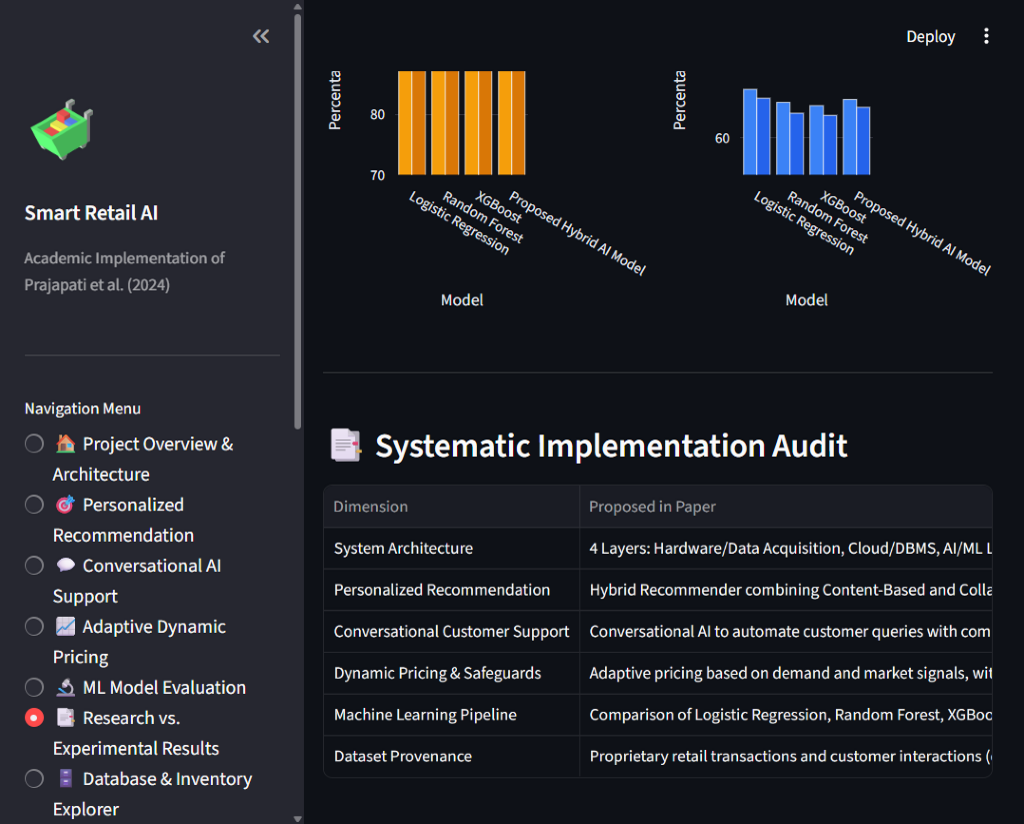 Deploy
Smart Retail AI
Academic Implementation of
Prajapati et al. (2024)
Navigation Menu
Project Overview &
Architecture
Personalized
Recommendation
Conversational AI
Support
Adaptive Dynamic
Pricing
ML Model Evaluation
Research vs.
Experimental Results
Database & Inventory
Explorer
Percenta
80
70
Logistic Regression
Random Forest
XGBoost
Proposed Hybrid AI Model
Model
Percenta
60
Logistic Regression
Random Forest
XGBoost
Proposed Hybrid AI Model
Model
Systematic Implementation Audit
Dimension Proposed in Paper
System Architecture 4 Layers: Hardware/Data Acquisition, Cloud/DBMS, AI/ML L
Personalized Recommendation Hybrid Recommender combining Content-Based and Colla
Conversational Customer Support Conversational AI to automate customer queries with com
Dynamic Pricing & Safeguards Adaptive pricing based on demand and market signals, wit
Machine Learning Pipeline Comparison of Logistic Regression, Random Forest, XGBoo
Dataset Provenance Proprietary retail transactions and customer interactions (